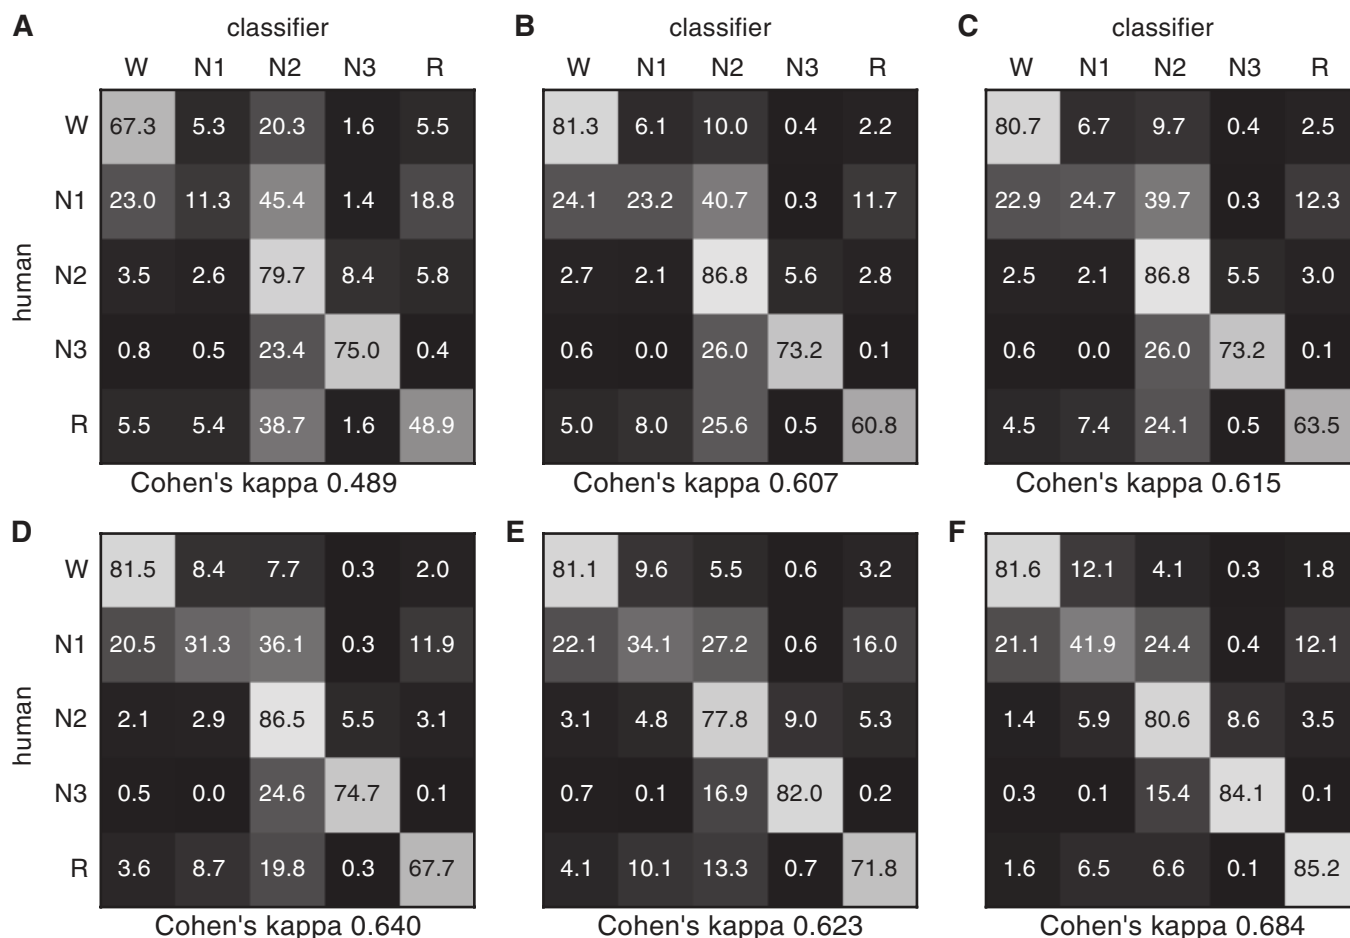 A classifier B classifier C classifier
W N1 N2 N3 R W N1 N2 N3 R W N1 N2 N3 R
W 67.3 5.3 20.3 1.6 5.5 81.3 6.1 10.0 0.4 2.2 80.7 6.7 9.7 0.4 2.5
N1 23.0 11.3 45.4 1.4 18.8 24.1 23.2 40.7 0.3 11.7 22.9 24.7 39.7 0.3 12.3
human
N2 3.5 2.6 79.7 8.4 5.8 2.7 2.1 86.8 5.6 2.8 2.5 2.1 86.8 5.5 3.0
N3 0.8 0.5 23.4 75.0 0.4 0.6 0.0 26.0 73.2 0.1 0.6 0.0 26.0 73.2 0.1
R 5.5 5.4 38.7 1.6 48.9 5.0 8.0 25.6 0.5 60.8 4.5 7.4 24.1 0.5 63.5
Cohen's kappa 0.489 Cohen's kappa 0.607 Cohen's kappa 0.615
D E F
W 81.5 8.4 7.7 0.3 2.0 81.1 9.6 5.5 0.6 3.2 81.6 12.1 4.1 0.3 1.8
N1 20.5 31.3 36.1 0.3 11.9 22.1 34.1 27.2 0.6 16.0 21.1 41.9 24.4 0.4 12.1
human
N2 2.1 2.9 86.5 5.5 3.1 3.1 4.8 77.8 9.0 5.3 1.4 5.9 80.6 8.6 3.5
N3 0.5 0.0 24.6 74.7 0.1 0.7 0.1 16.9 82.0 0.2 0.3 0.1 15.4 84.1 0.1
R 3.6 8.7 19.8 0.3 67.7 4.1 10.1 13.3 0.7 71.8 1.6 6.5 6.6 0.1 85.2
Cohen's kappa 0.640 Cohen's kappa 0.623 Cohen's kappa 0.684